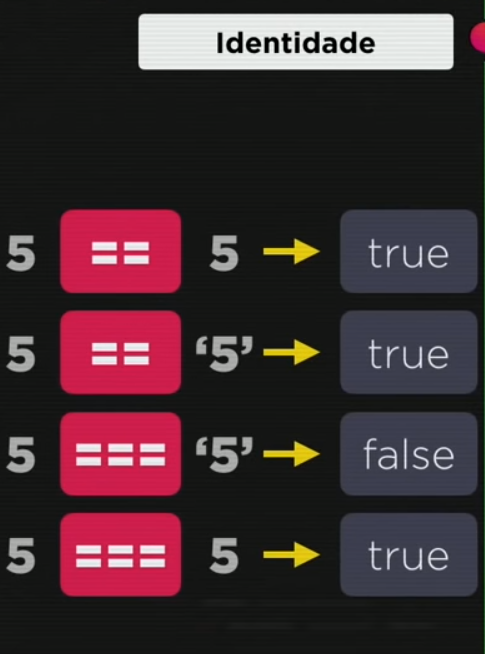 Identidade
5 == 5 → true
5 == ‘5’ → true
5 === ‘5’ → false
5 === 5 → true